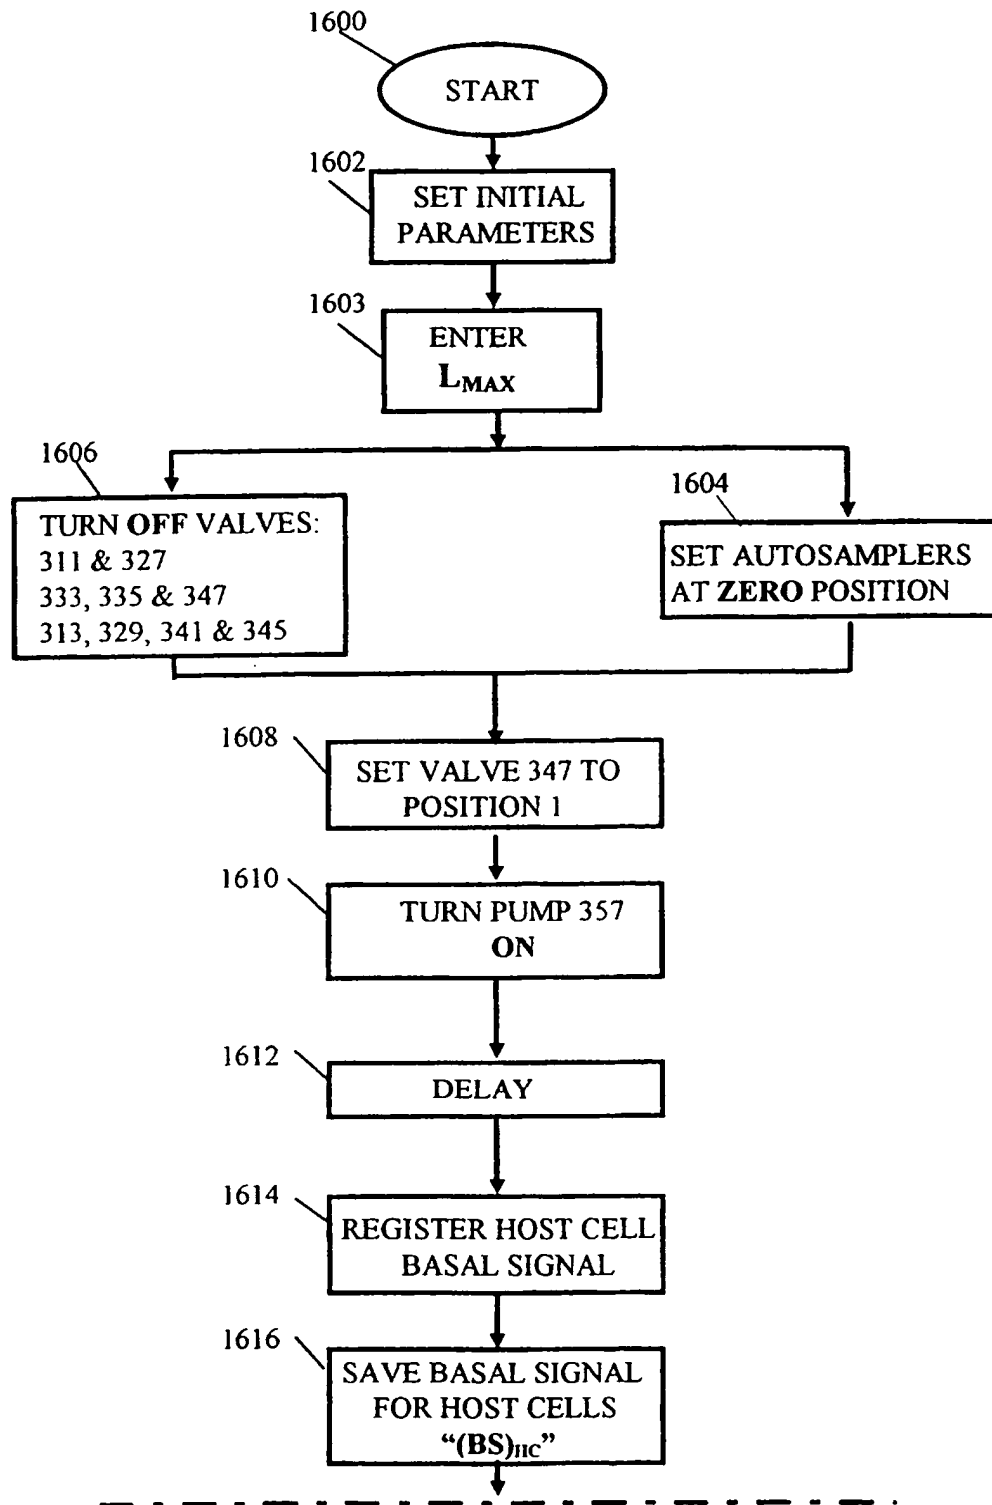 1600
START
1602
SET INITIAL
PARAMETERS
1603
ENTER
LMAX
1606
TURN OFF VALVES:
311 & 327
333, 335 & 347
313, 329, 341 & 345
1604
SET AUTOSAMPLERS
AT ZERO POSITION
1608
SET VALVE 347 TO
POSITION 1
1610
TURN PUMP 357
ON
1612
DELAY
1614
REGISTER HOST CELL
BASAL SIGNAL
1616
SAVE BASAL SIGNAL
FOR HOST CELLS
“(BS)HC”